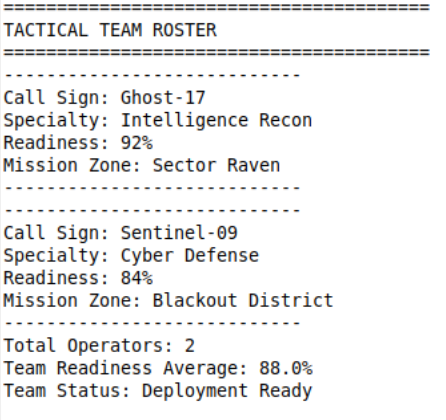 ========================================
TACTICAL TEAM ROSTER
========================================
----------------------------
Call Sign: Ghost-17
Specialty: Intelligence Recon
Readiness: 92%
Mission Zone: Sector Raven
----------------------------
----------------------------
Call Sign: Sentinel-09
Specialty: Cyber Defense
Readiness: 84%
Mission Zone: Blackout District
----------------------------
Total Operators: 2
Team Readiness Average: 88.0%
Team Status: Deployment Ready